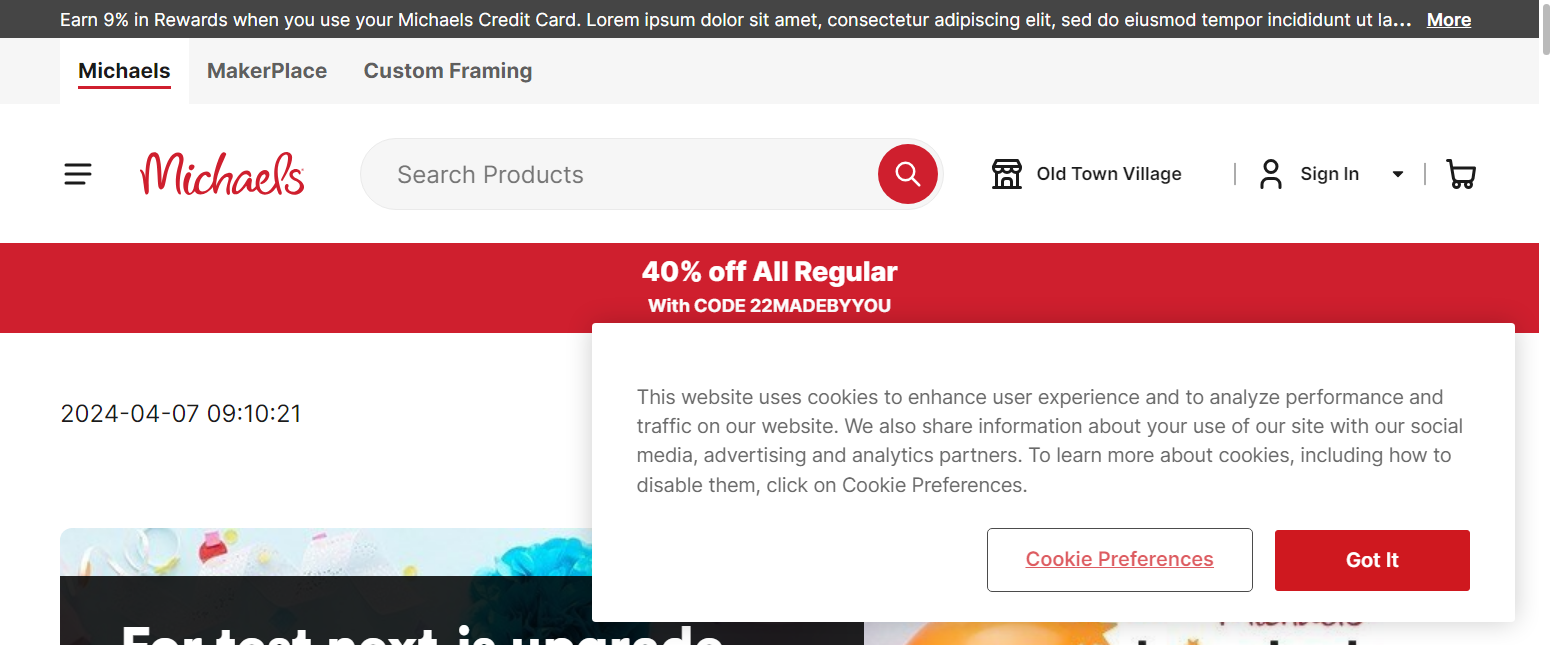 Earn 9% in Rewards when you use your Michaels Credit Card. Lorem ipsum dolor sit amet, consectetur adipiscing elit, sed do eiusmod tempor incididunt ut la... More
Michaels MakerPlace Custom Framing
Michaels Search Products Old Town Village Sign In
40% off All Regular
With CODE 22MADEBYYOU
2024-04-07 09:10:21
This website uses cookies to enhance user experience and to analyze performance and
traffic on our website. We also share information about your use of our site with our social
media, advertising and analytics partners. To learn more about cookies, including how to
disable them, click on Cookie Preferences.
Cookie Preferences Got It
For test next.js upgrade